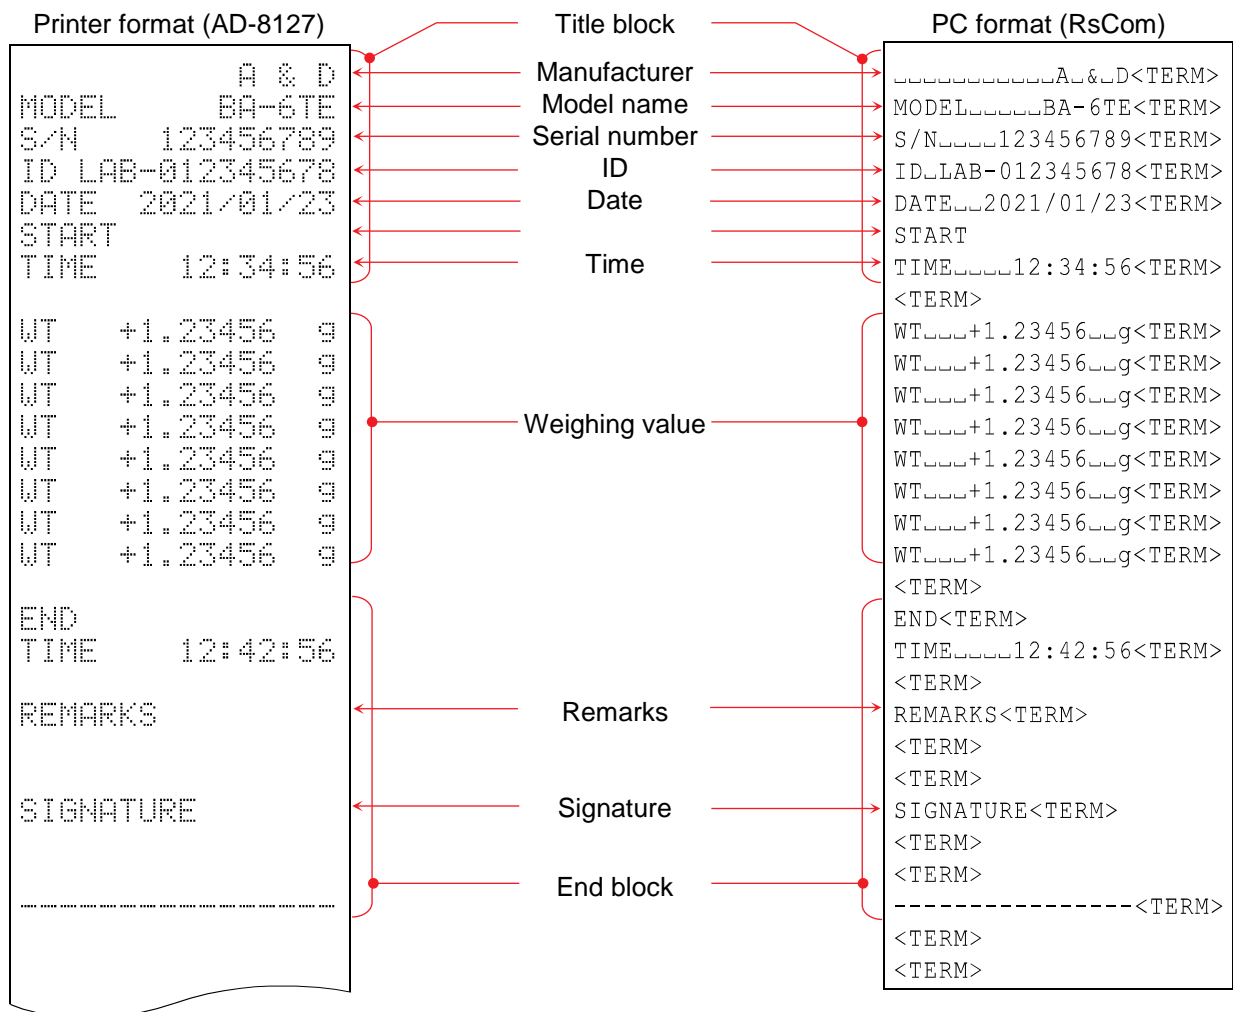 Printer format (AD-8127)
A & D
MODEL BA-6TE
S/N 123456789
ID LAB-012345678
DATE 2021/01/23
START
TIME 12:34:56
WT +1.23456 g
WT +1.23456 g
WT +1.23456 g
WT +1.23456 g
WT +1.23456 g
WT +1.23456 g
WT +1.23456 g
WT +1.23456 g
END
TIME 12:42:56
REMARKS
SIGNATURE
----------------
Title block
Manufacturer
Model name
Serial number
ID
Date
Time
Weighing value
Remarks
Signature
End block
PC format (RsCom)
␣␣␣␣␣␣␣␣␣␣␣A␣&␣D<TERM>
MODEL␣␣␣␣␣BA-6TE<TERM>
S/N␣␣␣␣123456789<TERM>
ID␣LAB-012345678<TERM>
DATE␣␣2021/01/23<TERM>
START
TIME␣␣␣␣12:34:56<TERM>
<TERM>
WT␣␣␣+1.23456␣␣g<TERM>
WT␣␣␣+1.23456␣␣g<TERM>
WT␣␣␣+1.23456␣␣g<TERM>
WT␣␣␣+1.23456␣␣g<TERM>
WT␣␣␣+1.23456␣␣g<TERM>
WT␣␣␣+1.23456␣␣g<TERM>
WT␣␣␣+1.23456␣␣g<TERM>
WT␣␣␣+1.23456␣␣g<TERM>
<TERM>
END<TERM>
TIME␣␣␣␣12:42:56<TERM>
<TERM>
REMARKS<TERM>
<TERM>
<TERM>
SIGNATURE<TERM>
<TERM>
<TERM>
----------------<TERM>
<TERM>
<TERM>